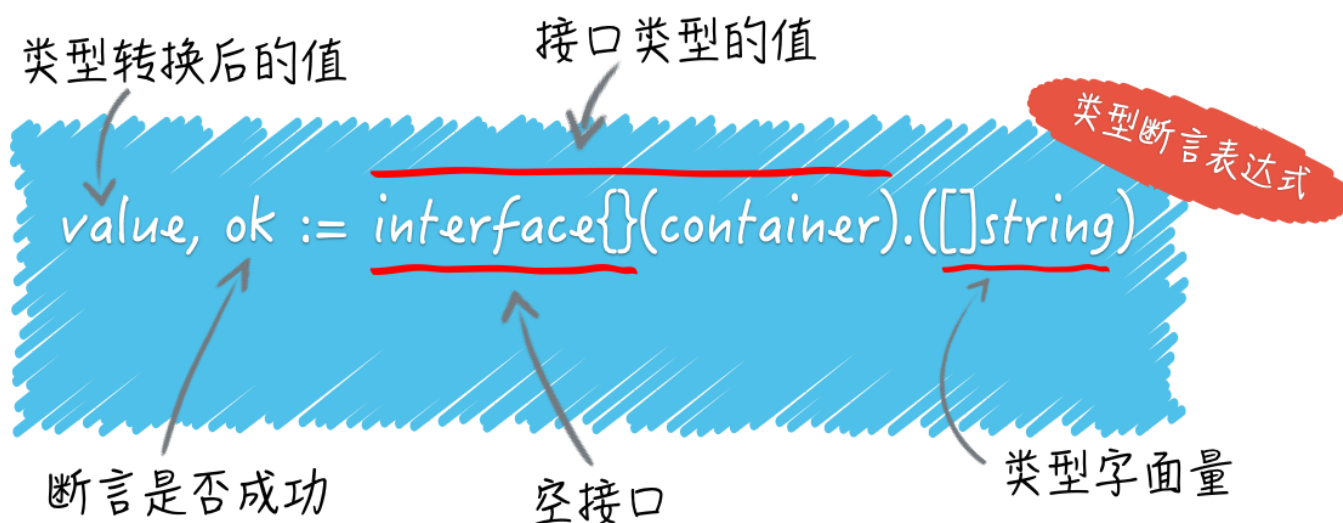 类型转换后的值
接口类型的值
类型断言表达式
value, ok := interface{}(container).([]string)
断言是否成功
空接口
类型字面量